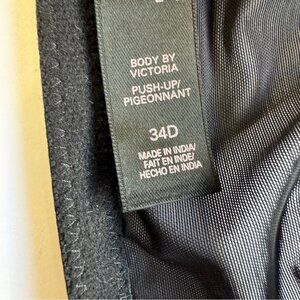 BODY BY
VICTORIA
PUSH-UP/
PIGEONNANT
34D
MADE IN INDIA/
FAIT EN INDE/
HECHO EN INDIA